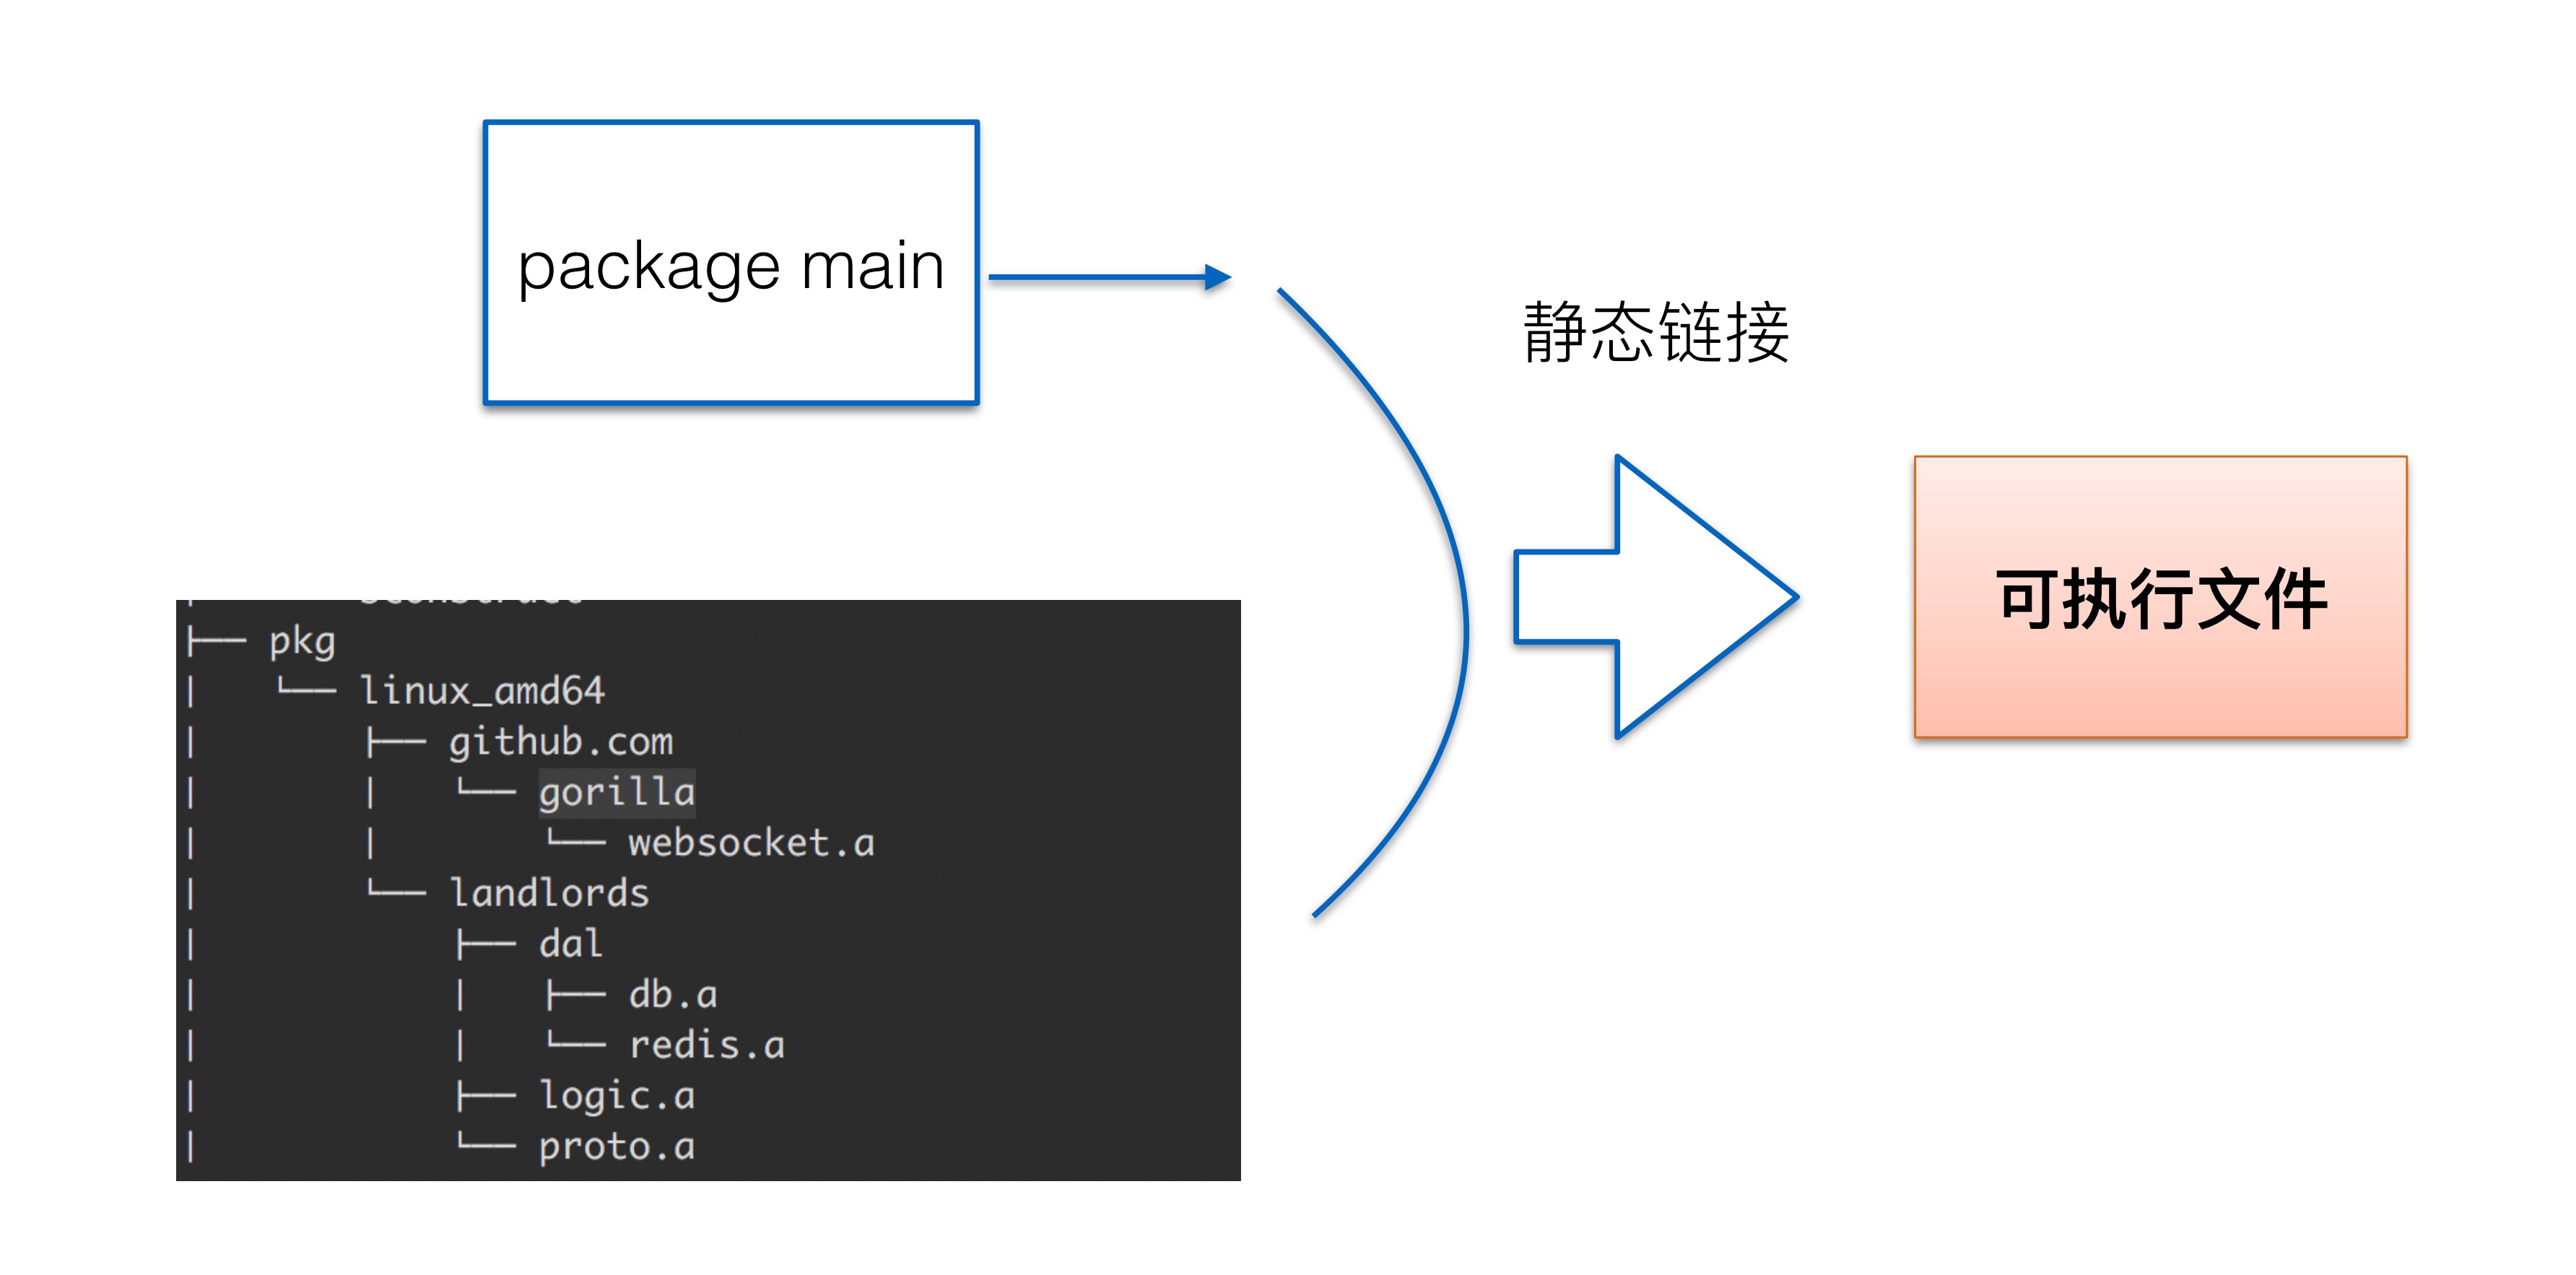 package main
静态链接
可执行文件
├── pkg
│   └── linux_amd64
│       ├── github.com
│       │   └── gorilla
│       │       └── websocket.a
│       └── landlords
│           ├── dal
│           │   ├── db.a
│           │   └── redis.a
│           ├── logic.a
│           └── proto.a